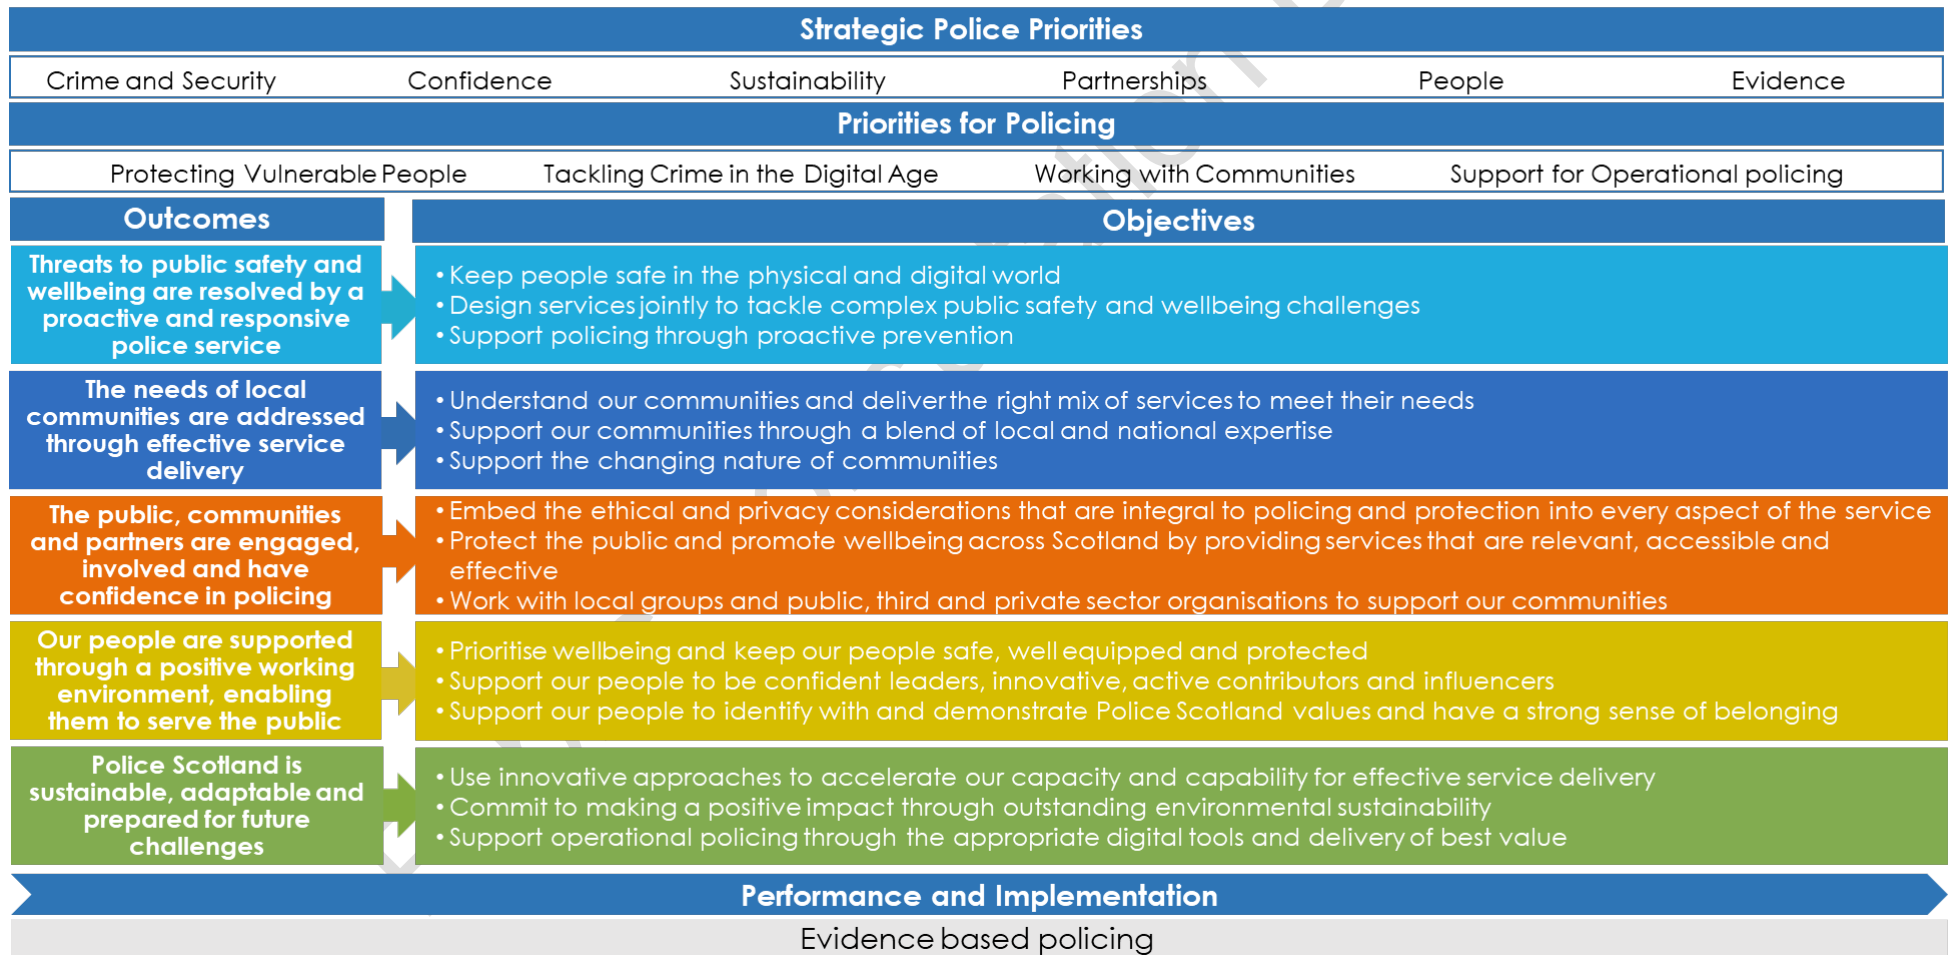 Strategic Police Priorities
Crime and Security Confidence Sustainability Partnerships People Evidence
Priorities for Policing
Protecting Vulnerable People Tackling Crime in the Digital Age Working with Communities Support for Operational policing
Outcomes
Objectives
Threats to public safety and
wellbeing are resolved by a
proactive and responsive
police service
• Keep people safe in the physical and digital world
• Design services jointly to tackle complex public safety and wellbeing challenges
• Support policing through proactive prevention
The needs of local
communities are addressed
through effective service
delivery
• Understand our communities and deliver the right mix of services to meet their needs
• Support our communities through a blend of local and national expertise
• Support the changing nature of communities
The public, communities
and partners are engaged,
involved and have
confidence in policing
• Embed the ethical and privacy considerations that are integral to policing and protection into every aspect of the service
• Protect the public and promote wellbeing across Scotland by providing services that are relevant, accessible and
effective
• Work with local groups and public, third and private sector organisations to support our communities
Our people are supported
through a positive working
environment, enabling
them to serve the public
• Prioritise wellbeing and keep our people safe, well equipped and protected
• Support our people to be confident leaders, innovative, active contributors and influencers
• Support our people to identify with and demonstrate Police Scotland values and have a strong sense of belonging
Police Scotland is
sustainable, adaptable and
prepared for future
challenges
• Use innovative approaches to accelerate our capacity and capability for effective service delivery
• Commit to making a positive impact through outstanding environmental sustainability
• Support operational policing through the appropriate digital tools and delivery of best value
Performance and Implementation
Evidence based policing